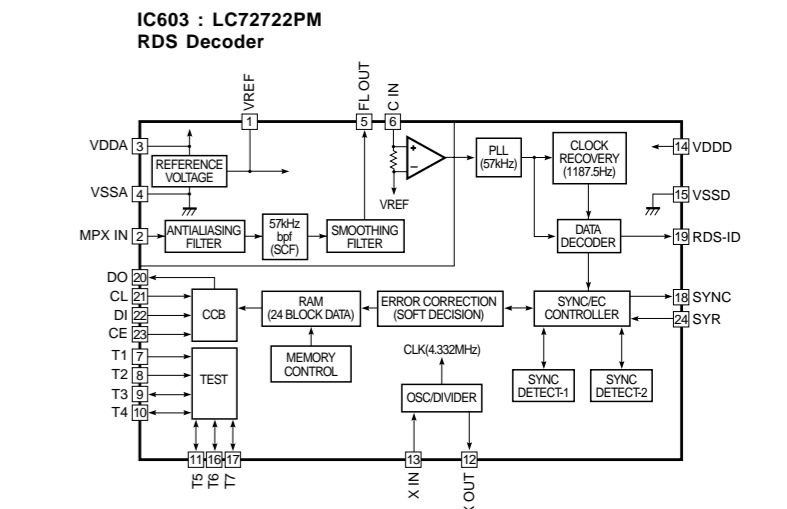 IC603 : LC72722PM
RDS Decoder
VREF
FL OUT
C IN
1
5
6
VDDA
3
REFERENCE
VOLTAGE
VSSA
4
MPX IN
2
ANTIALIASING
FILTER
57kHz
bpf
(SCF)
SMOOTHING
FILTER
+
−
VREF
PLL
(57kHz)
CLOCK
RECOVERY
(1187.5Hz)
DATA
DECODER
14
VDDD
15
VSSD
19
RDS-ID
DO
20
CL
21
DI
22
CE
23
CCB
RAM
(24 BLOCK DATA)
ERROR CORRECTION
(SOFT DECISION)
SYNC/EC
CONTROLLER
18
SYNC
24
SYR
T1
7
T2
8
T3
9
T4
10
TEST
MEMORY
CONTROL
CLK(4.332MHz)
OSC/DIVIDER
SYNC
DETECT-1
SYNC
DETECT-2
11
16
17
13
12
T5
T6
T7
X IN
X OUT